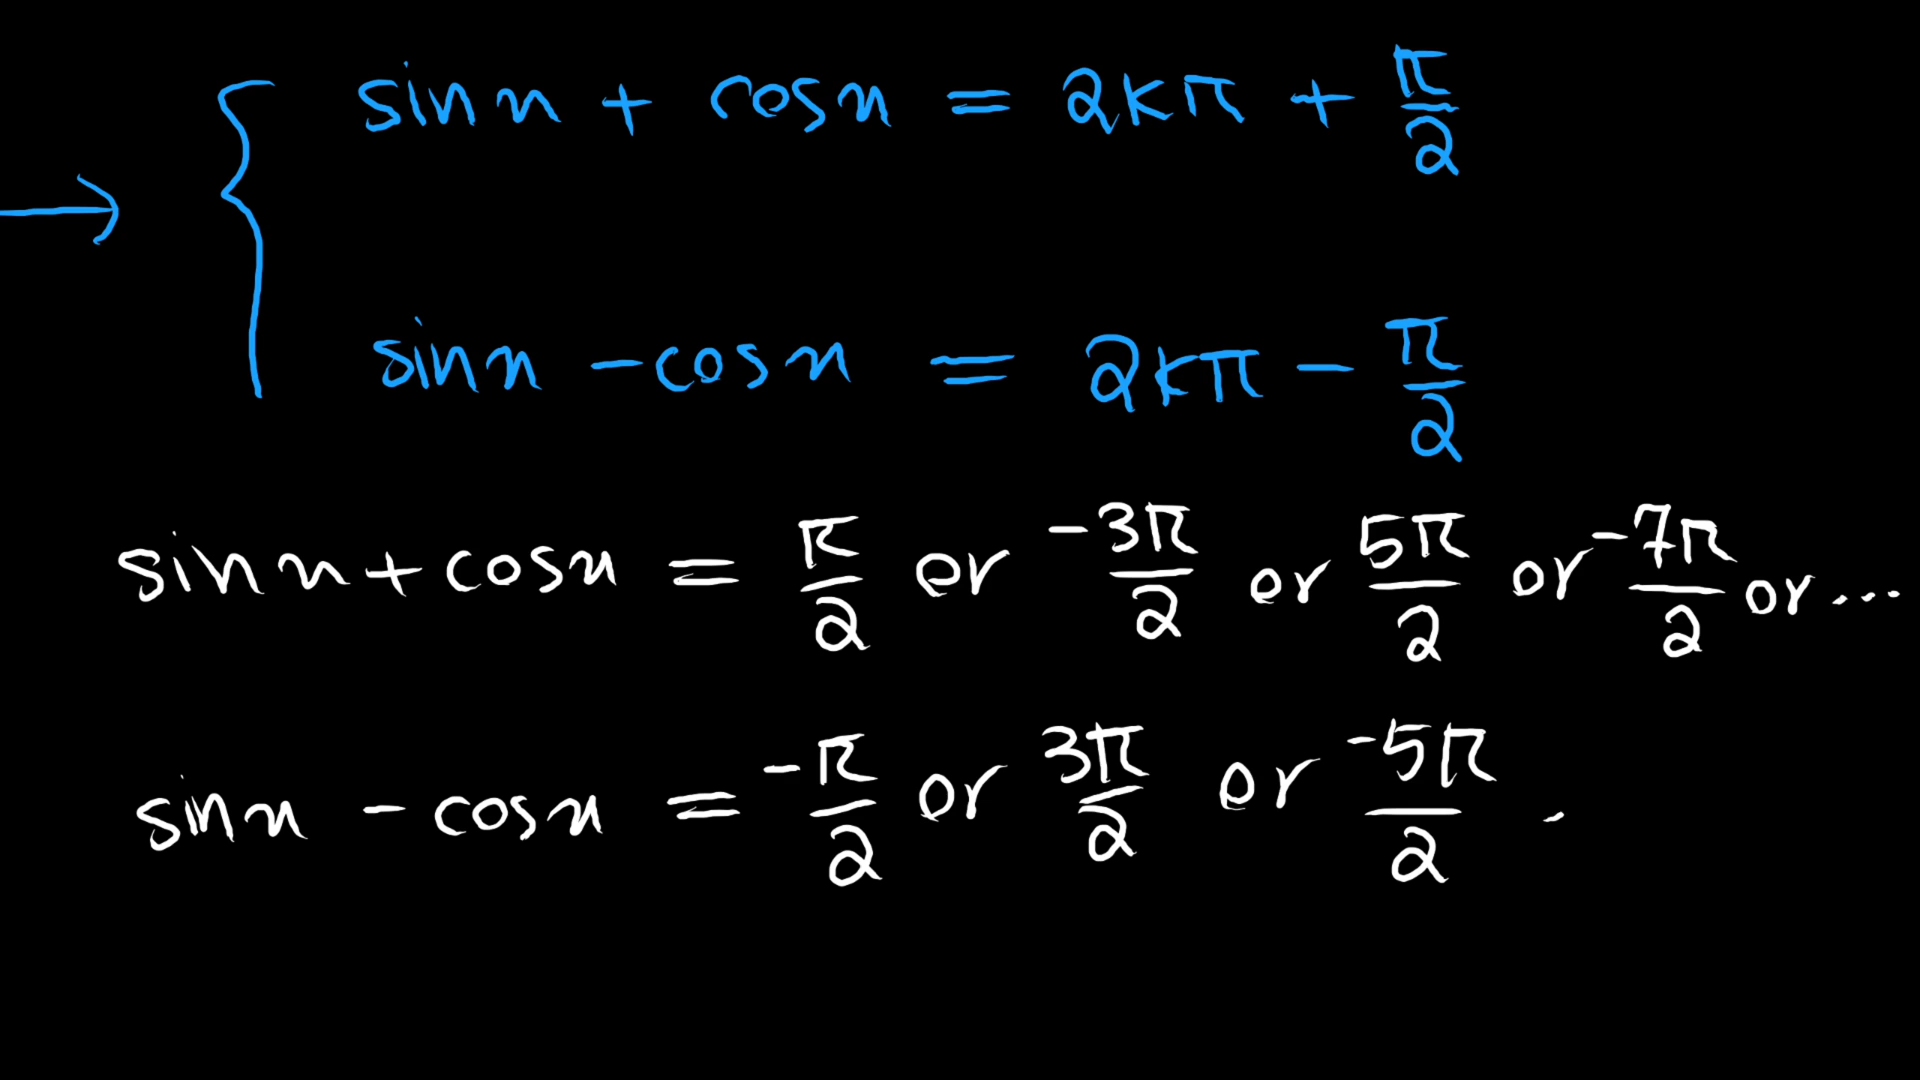 → { sin x + cos x = 2kπ + π/2
sin x - cos x = 2kπ - π/2
sin x + cos x = π/2 or -3π/2 or 5π/2 or -7π/2 or ...
sin x - cos x = -π/2 or 3π/2 or -5π/2 .